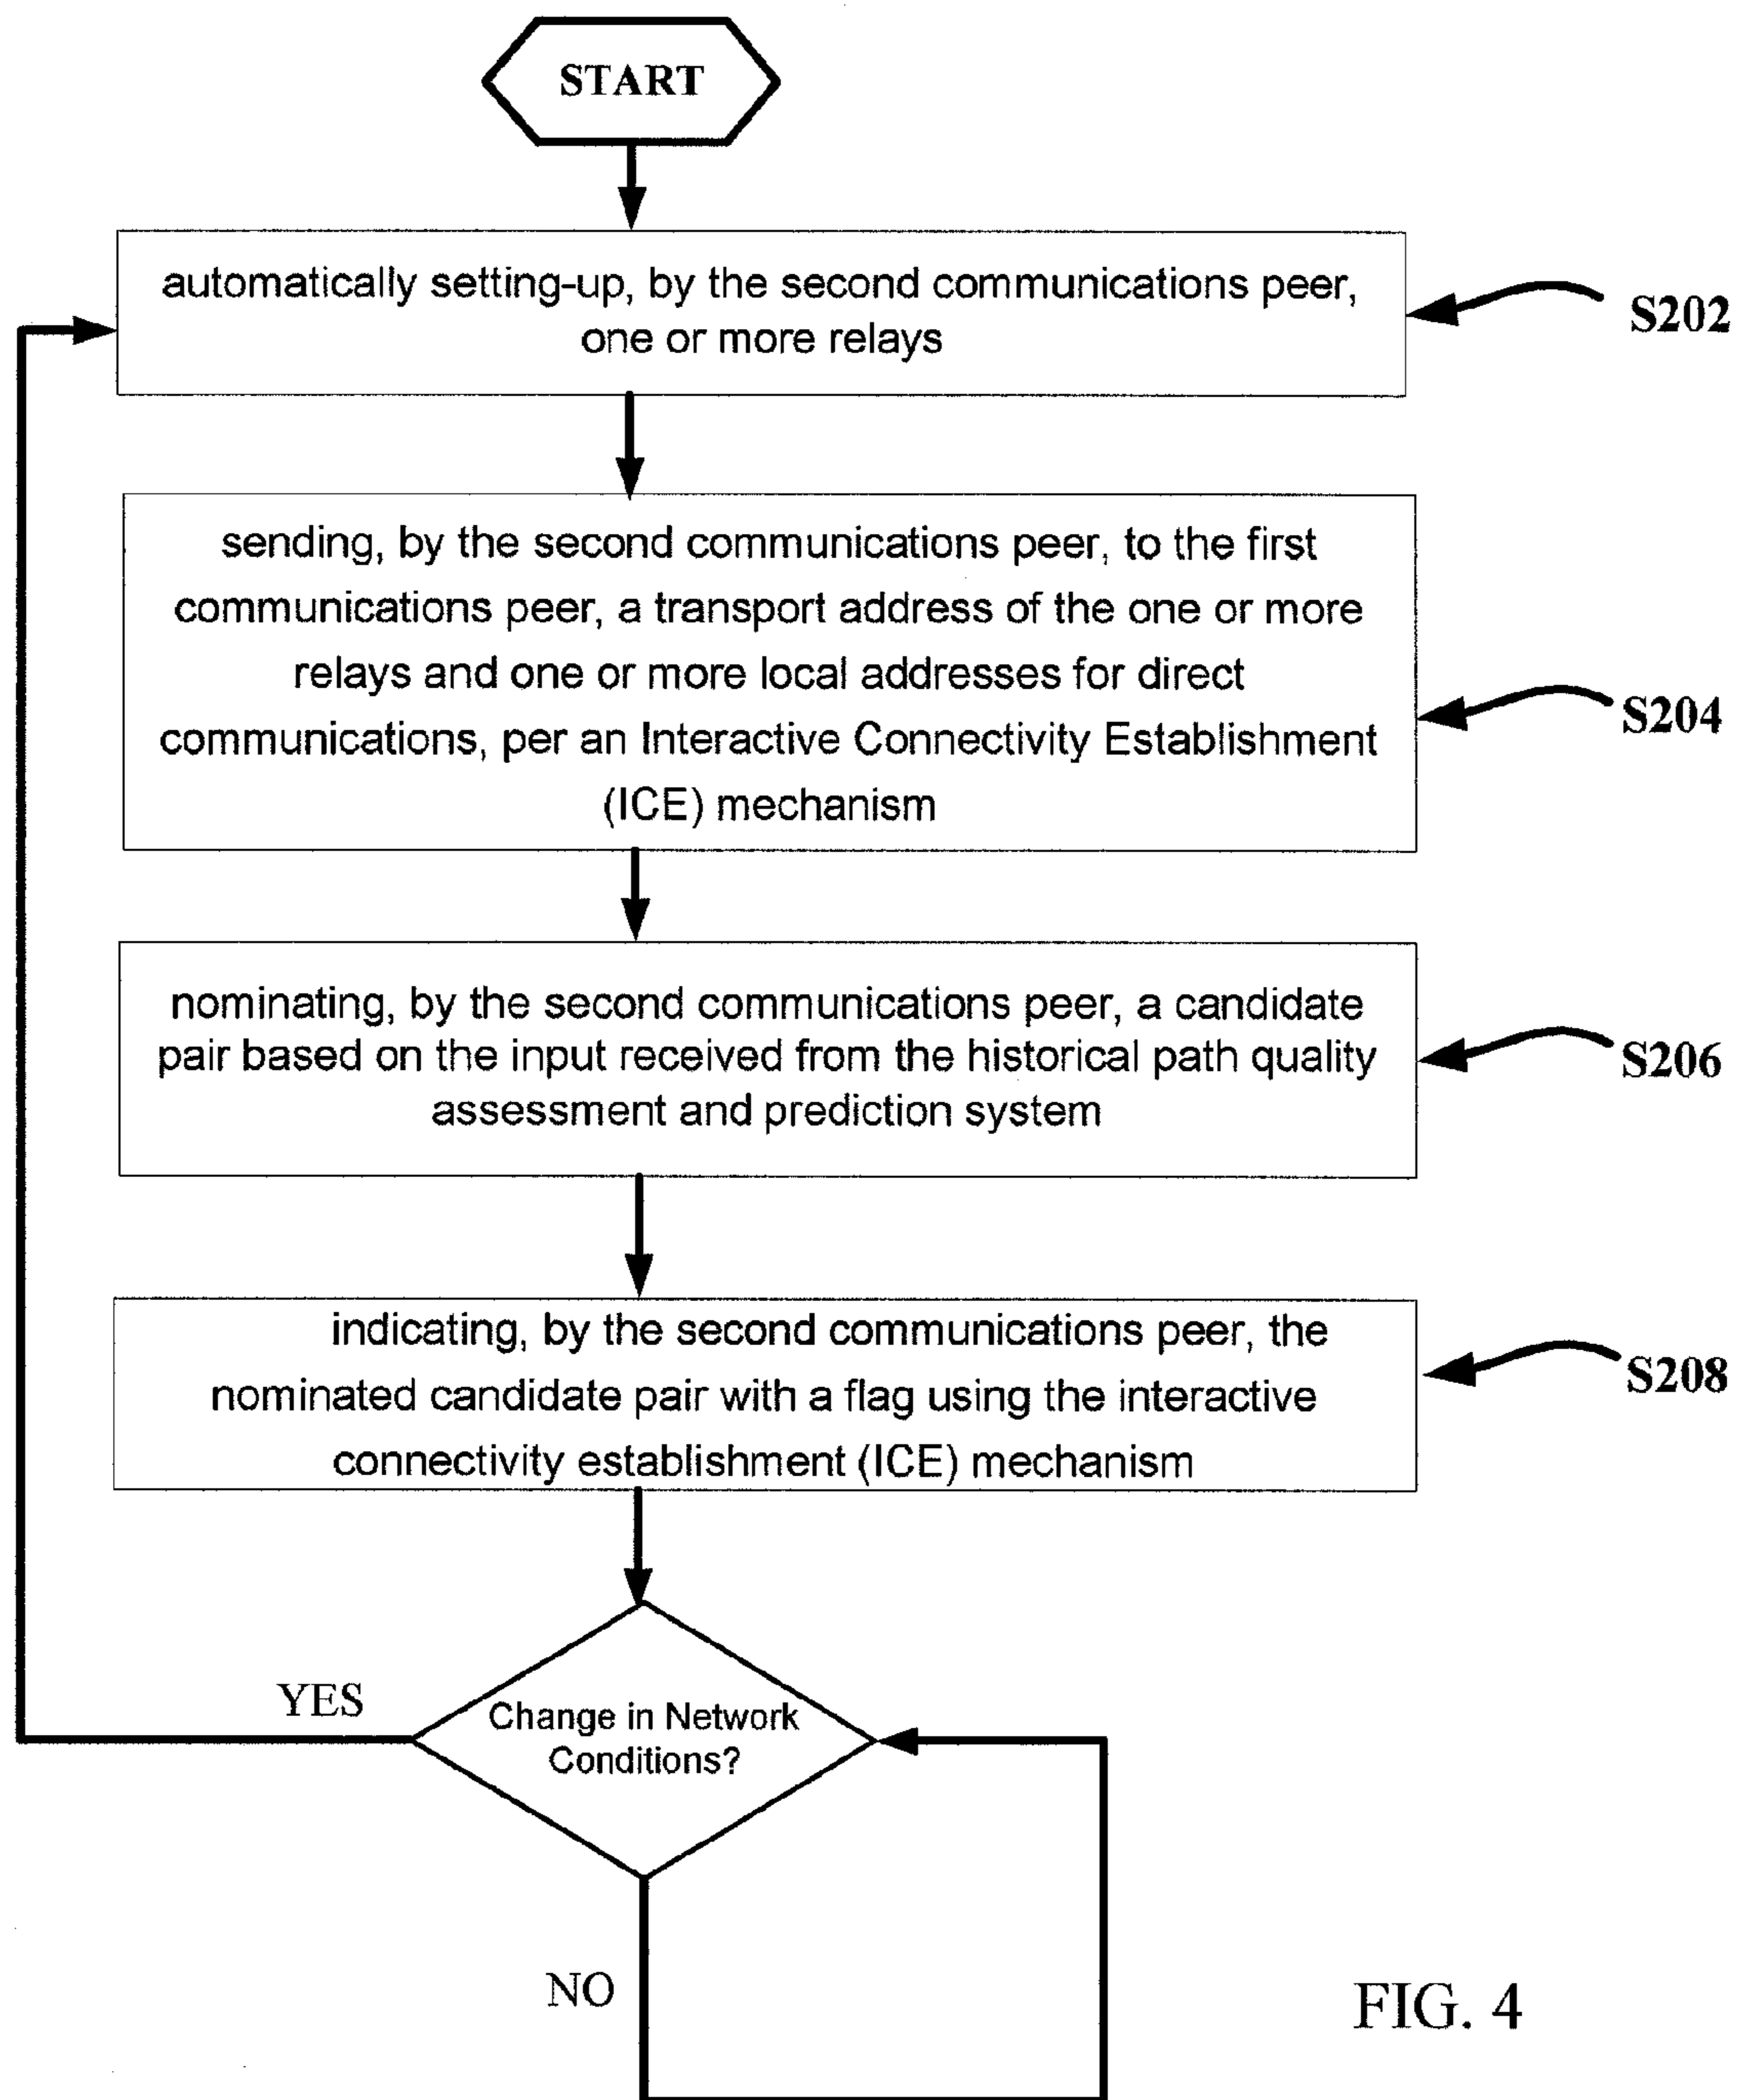 START
automatically setting-up, by the second communications peer,
one or more relays
S202
sending, by the second communications peer, to the first
communications peer, a transport address of the one or more
relays and one or more local addresses for direct
communications, per an Interactive Connectivity Establishment
(ICE) mechanism
S204
nominating, by the second communications peer, a candidate
pair based on the input received from the historical path quality
assessment and prediction system
S206
indicating, by the second communications peer, the
nominated candidate pair with a flag using the interactive
connectivity establishment (ICE) mechanism
S208
YES
Change in Network
Conditions?
NO
FIG. 4